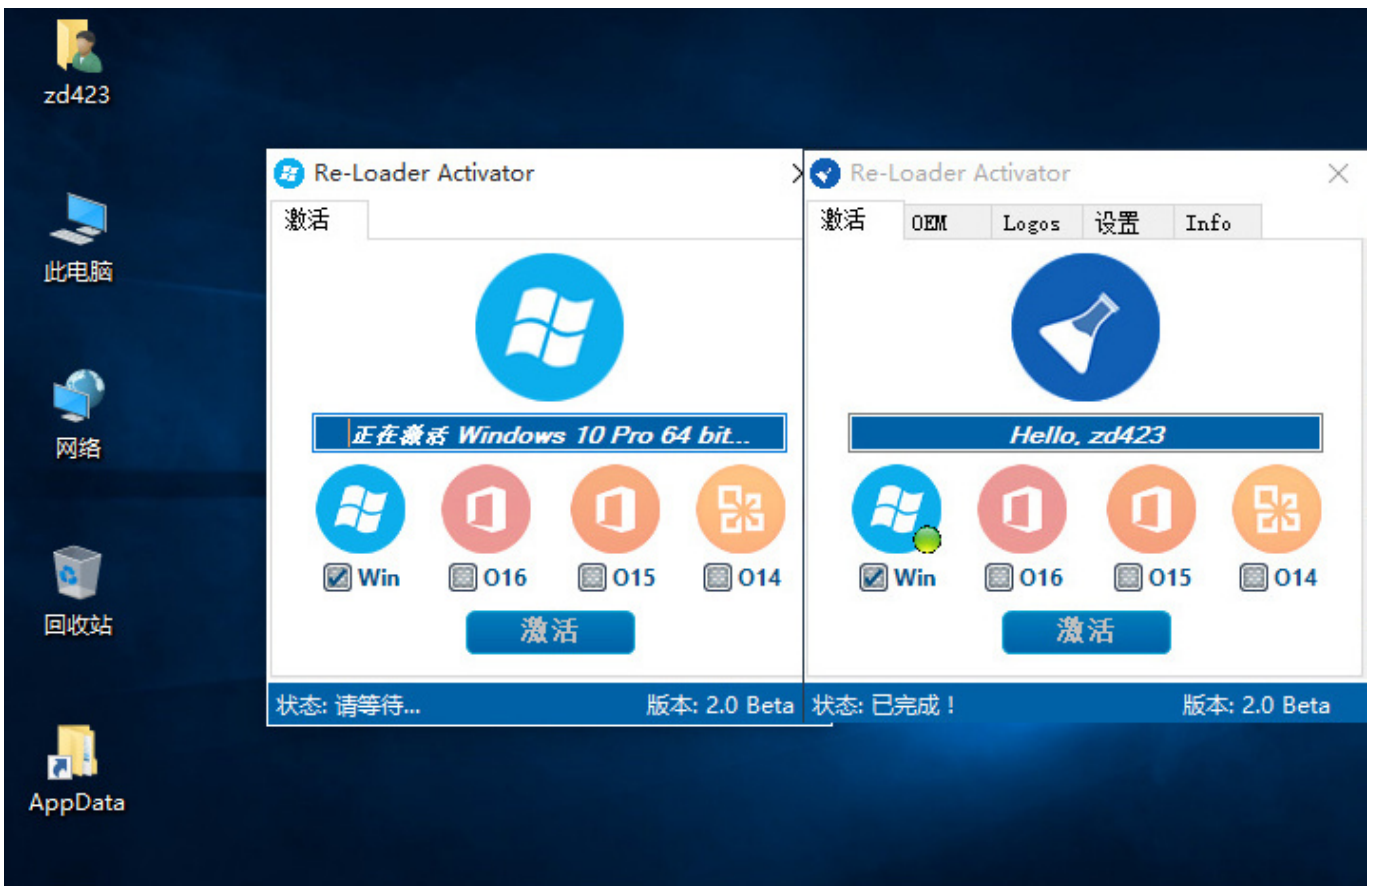 zd423
此电脑
网络
回收站
AppData
Re-Loader Activator
激活
正在激活 Windows 10 Pro 64 bit...
Win
O16
O15
O14
激活
状态: 请等待...
版本: 2.0 Beta
Re-Loader Activator
激活
OEM
Logos
设置
Info
Hello, zd423
Win
O16
O15
O14
激活
状态: 已完成！
版本: 2.0 Beta